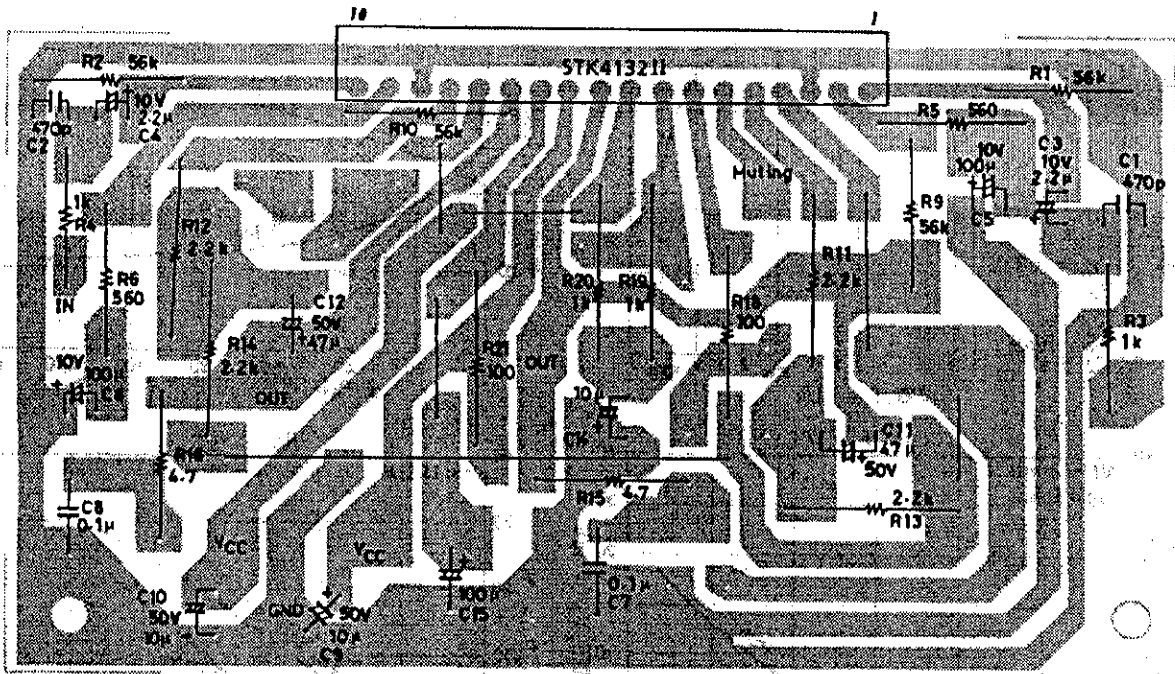 18
1
STK4132II
R2 56k
10V
2.2μ
C4
470p
C2
R10 56k
R1 56k
R5 560
10V
100μ
C5
C3
10V
2.2μ
C1
470p
Muting
1k
R4
R12
2.2k
R9
56k
R6
560
IN
C12
50V
47μ
R20
1k
R19
1k
R11
2.2k
R18
100
R3
1k
R14
2.2k
R21
100
OUT
10V
100μ
OUT
10μ
C11
47μ
50V
R16
4.7
R15 4.7
2.2k
R13
C8
0.1μ
VCC
VCC
100μ
C15
0.1μ
C7
C10
50V
10μ
GND
50V
10μ
C9